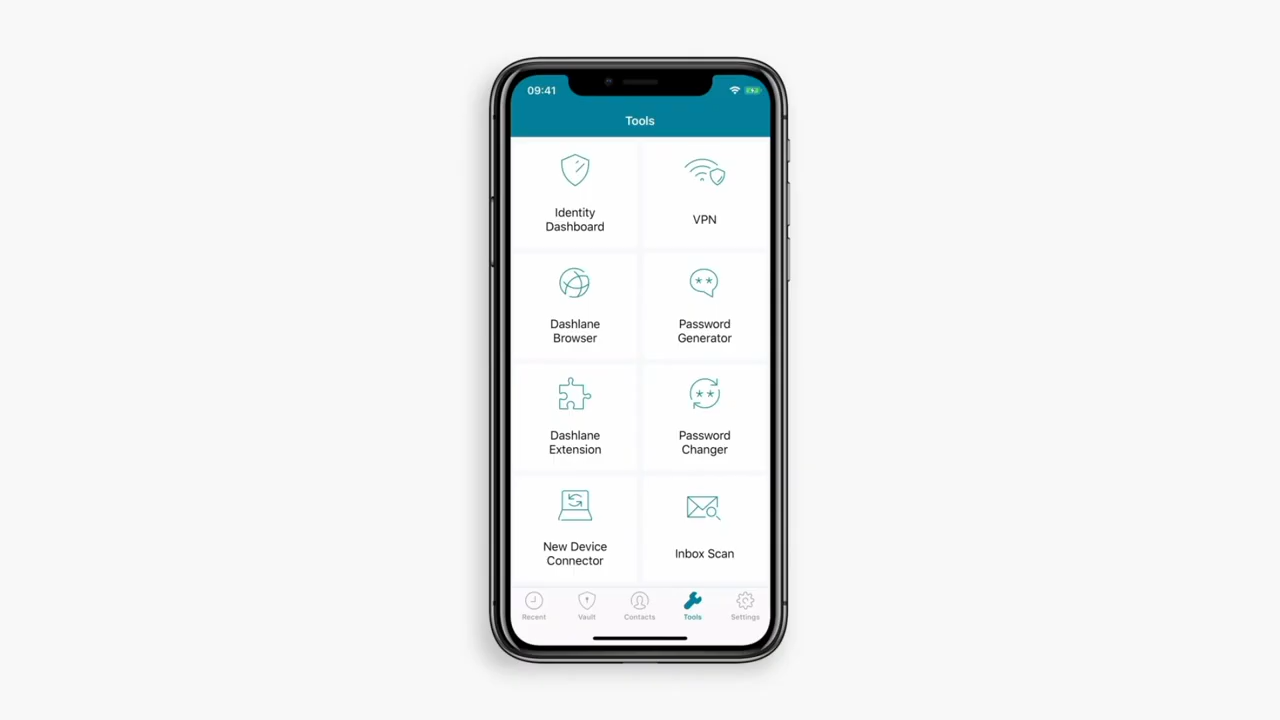 09:41
Tools
Identity
Dashboard
VPN
Dashlane
Browser
Password
Generator
Dashlane
Extension
Password
Changer
New Device
Connector
Inbox Scan
Recent
Vault
Contacts
Tools
Settings